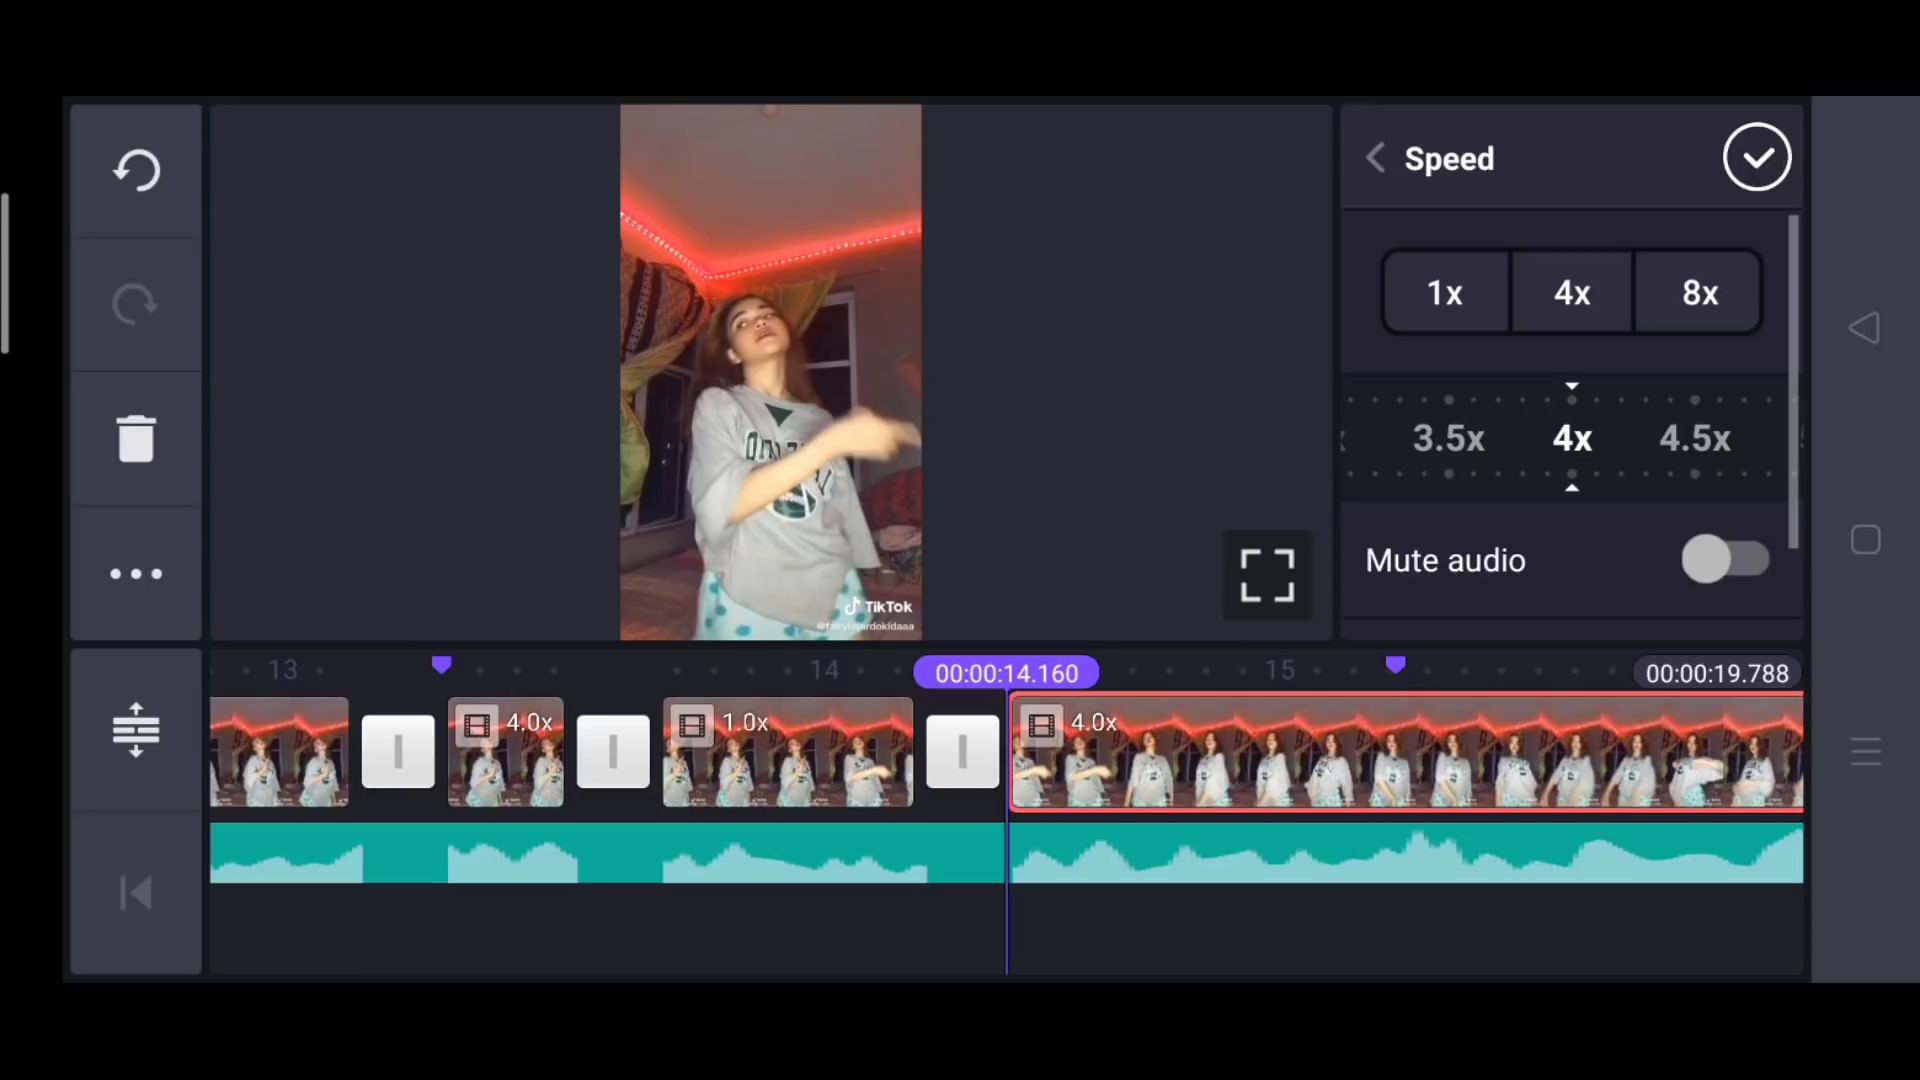 Speed
1x 4x 8x
3.5x 4x 4.5x
Mute audio
TikTok
13 14 00:00:14.160 15 00:00:19.788
4.0x 1.0x 4.0x